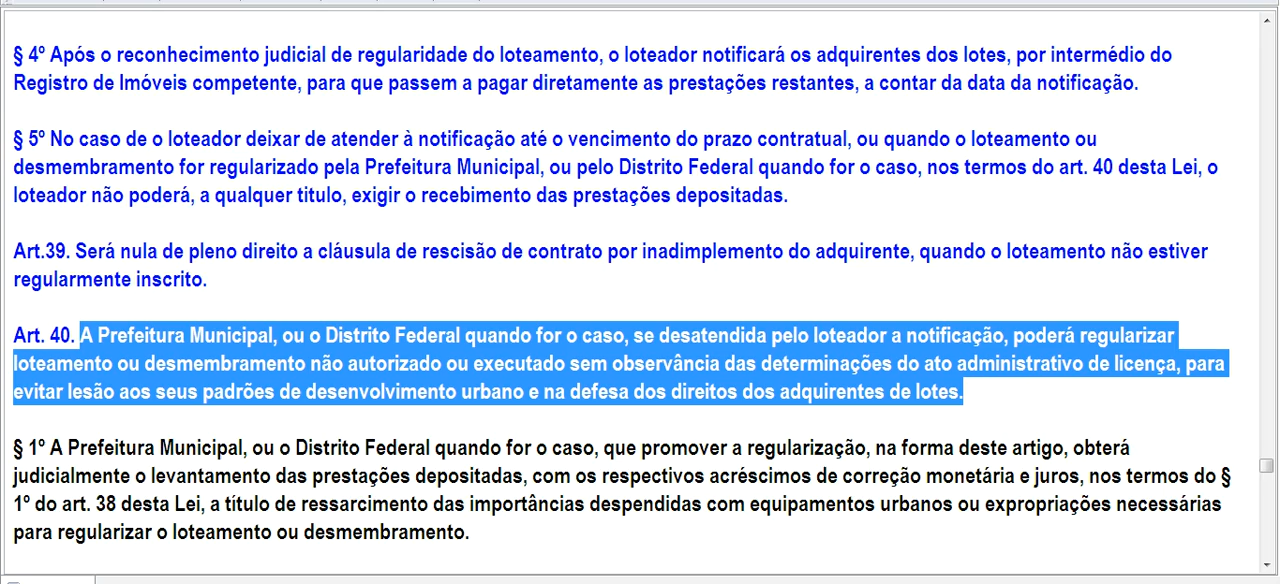 § 4º Após o reconhecimento judicial de regularidade do loteamento, o loteador notificará os adquirentes dos lotes, por intermédio do
Registro de Imóveis competente, para que passem a pagar diretamente as prestações restantes, a contar da data da notificação.
§ 5º No caso de o loteador deixar de atender à notificação até o vencimento do prazo contratual, ou quando o loteamento ou
desmembramento for regularizado pela Prefeitura Municipal, ou pelo Distrito Federal quando for o caso, nos termos do art. 40 desta Lei, o
loteador não poderá, a qualquer titulo, exigir o recebimento das prestações depositadas.
Art.39. Será nula de pleno direito a cláusula de rescisão de contrato por inadimplemento do adquirente, quando o loteamento não estiver
regularmente inscrito.
Art. 40. A Prefeitura Municipal, ou o Distrito Federal quando for o caso, se desatendida pelo loteador a notificação, poderá regularizar
loteamento ou desmembramento não autorizado ou executado sem observância das determinações do ato administrativo de licença, para
evitar lesão aos seus padrões de desenvolvimento urbano e na defesa dos direitos dos adquirentes de lotes.
§ 1º A Prefeitura Municipal, ou o Distrito Federal quando for o caso, que promover a regularização, na forma deste artigo, obterá
judicialmente o levantamento das prestações depositadas, com os respectivos acréscimos de correção monetária e juros, nos termos do §
1º do art. 38 desta Lei, a título de ressarcimento das importâncias despendidas com equipamentos urbanos ou expropriações necessárias
para regularizar o loteamento ou desmembramento.